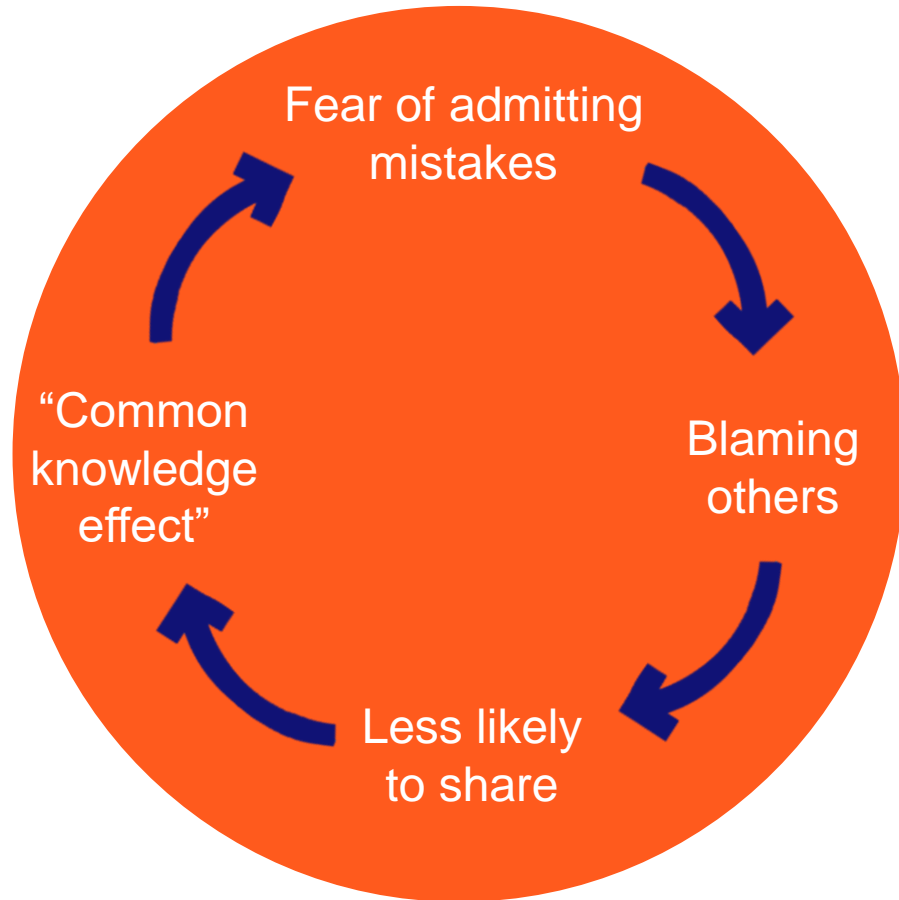 Fear of admitting
mistakes
Blaming
others
Less likely
to share
“Common
knowledge
effect”